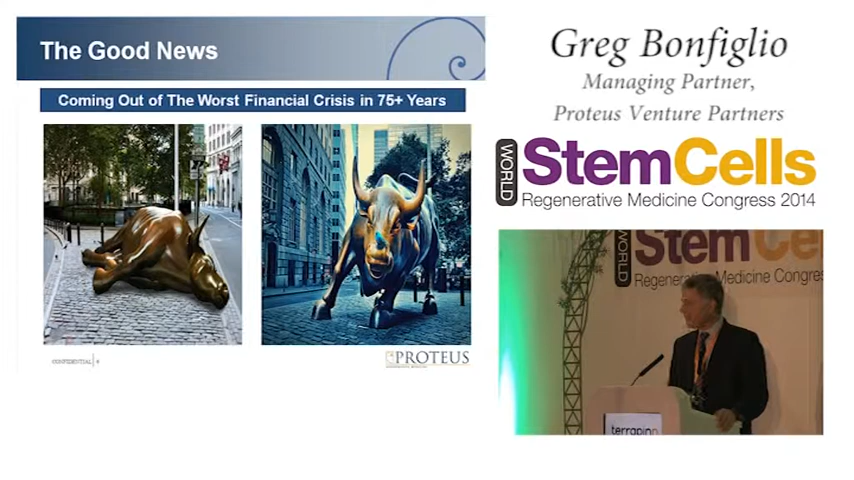 The Good News
Coming Out of The Worst Financial Crisis in 75+ Years
CONFIDENTIAL
PROTEUS
Greg Bonfiglio
Managing Partner,
Proteus Venture Partners
WORLD
StemCells
Regenerative Medicine Congress 2014
WORLD
StemCe
Regenerative Medicine Congres
terrapinn